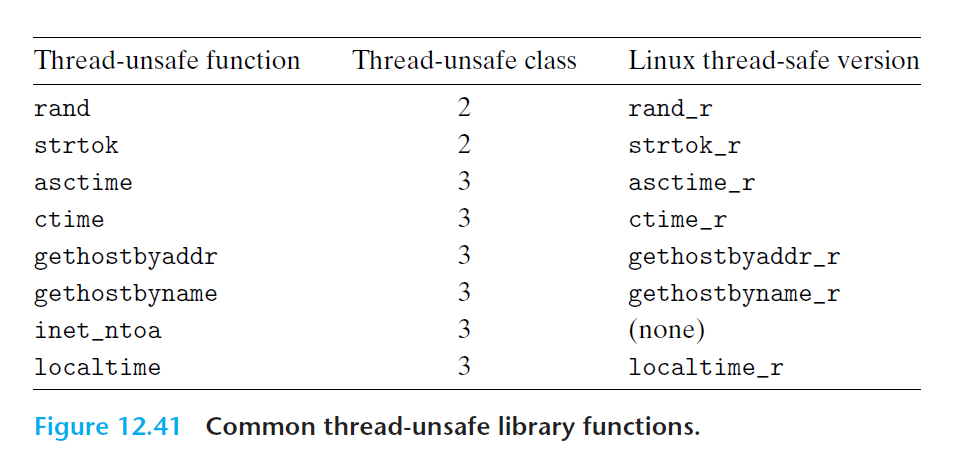 Thread-unsafe function Thread-unsafe class Linux thread-safe version
rand 2 rand_r
strtok 2 strtok_r
asctime 3 asctime_r
ctime 3 ctime_r
gethostbyaddr 3 gethostbyaddr_r
gethostbyname 3 gethostbyname_r
inet_ntoa 3 (none)
localtime 3 localtime_r
Figure 12.41 Common thread-unsafe library functions.